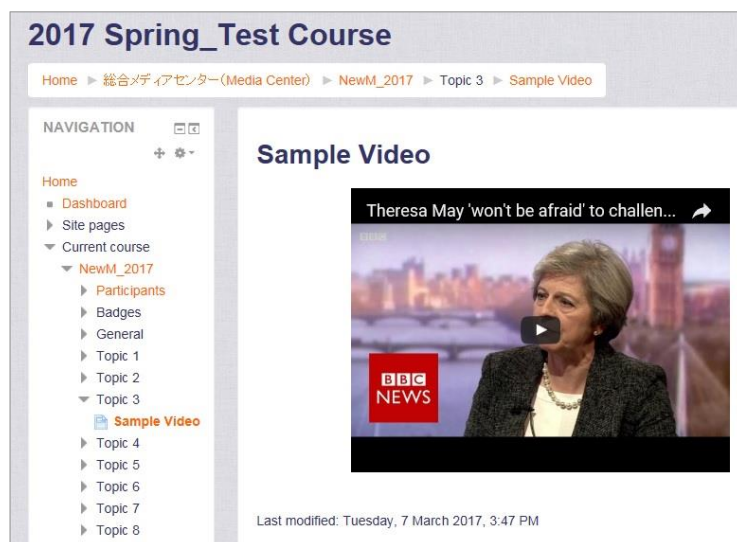 2017 Spring_Test Course
Home ▶ 総合メディアセンター(Media Center) ▶ NewM_2017 ▶ Topic 3 ▶ Sample Video
NAVIGATION
Home
Dashboard
Site pages
Current course
NewM_2017
Participants
Badges
General
Topic 1
Topic 2
Topic 3
Sample Video
Topic 4
Topic 5
Topic 6
Topic 7
Topic 8
Sample Video
Theresa May 'won't be afraid' to challen...
BBC
NEWS
Last modified: Tuesday, 7 March 2017, 3:47 PM